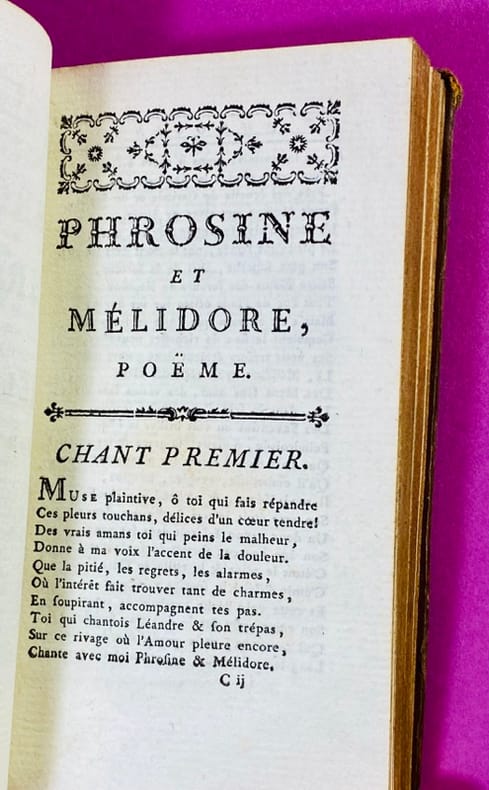 PHROSINE
ET
MÉLIDORE,
POËME.
CHANT PREMIER.
MUSE plaintive, ô toi qui fais répandre
Ces pleurs touchans, délices d'un cœur tendre!
Des vrais amans toi qui peins le malheur,
Donne à ma voix l'accent de la douleur.
Que la pitié, les regrets, les alarmes,
Où l'intérêt fait trouver tant de charmes,
En ſoupirant, accompagnent tes pas.
Toi qui chantois Léandre & ſon trépas,
Sur ce rivage où l'Amour pleure encore,
Chante avec moi Phroſine & Mélidore.
C ij